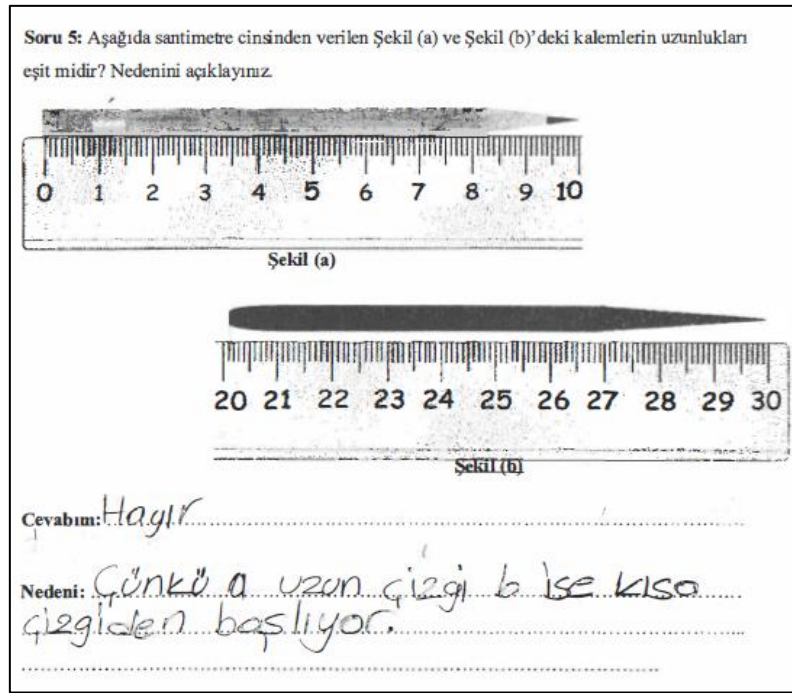 Soru 5: Aşağıda santimetre cinsinden verilen Şekil (a) ve Şekil (b)'deki kalemlerin uzunlukları
eşit midir? Nedenini açıklayınız.
0 1 2 3 4 5 6 7 8 9 10
Şekil (a)
20 21 22 23 24 25 26 27 28 29 30
Şekil (b)
Cevabım: Hayır
Nedeni: Çünkü a uzun çizgi b ise kısa
çizgiden başlıyor.